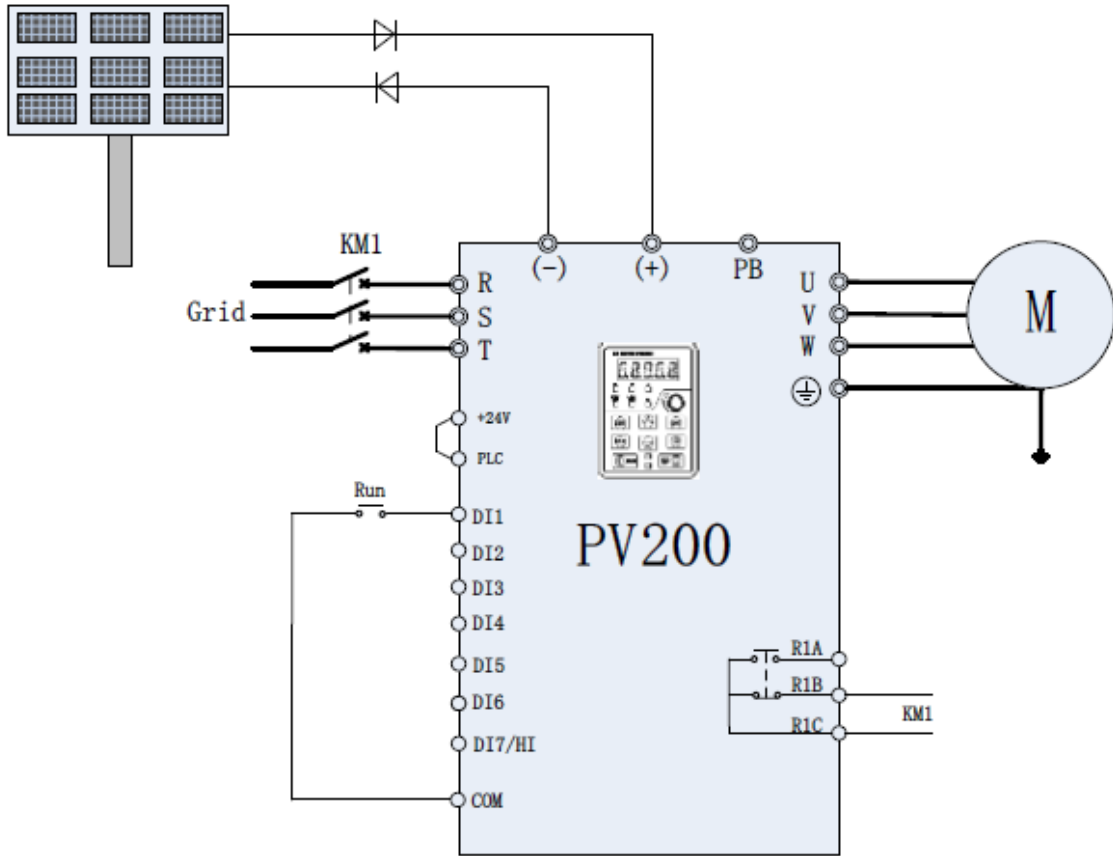 KM1
(-)
(+)
PB
R
U
Grid
S
V
M
T
W
+24V
PLC
Run
DI1
PV200
DI2
DI3
DI4
DI5
R1A
DI6
R1B
KM1
R1C
DI7/HI
COM